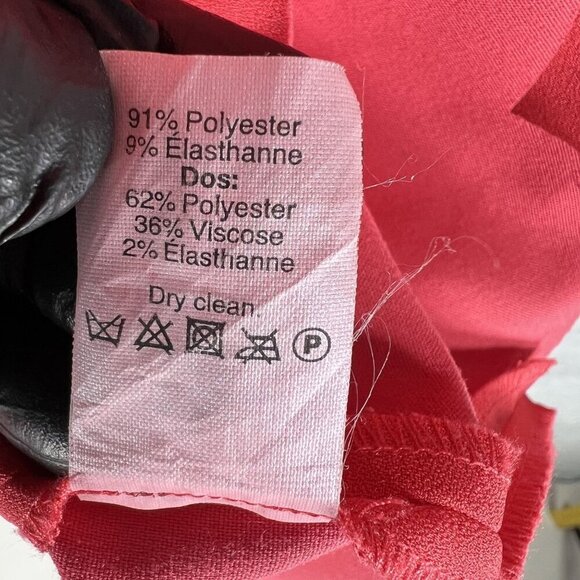 91% Polyester
9% Élasthanne
Dos:
62% Polyester
36% Viscose
2% Élasthanne
Dry clean.
P